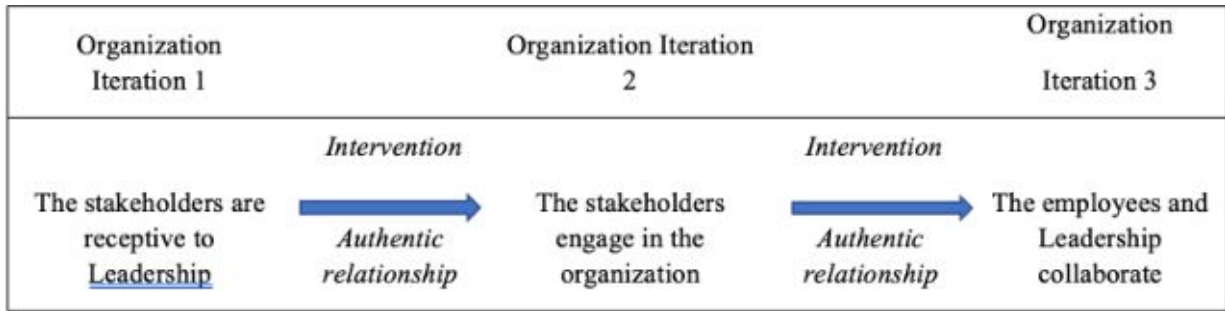 Organization
Iteration 1
Organization Iteration
2
Organization
Iteration 3
The stakeholders are
receptive to
Leadership
Intervention
Authentic
relationship
The stakeholders
engage in the
organization
Intervention
Authentic
relationship
The employees and
Leadership
collaborate